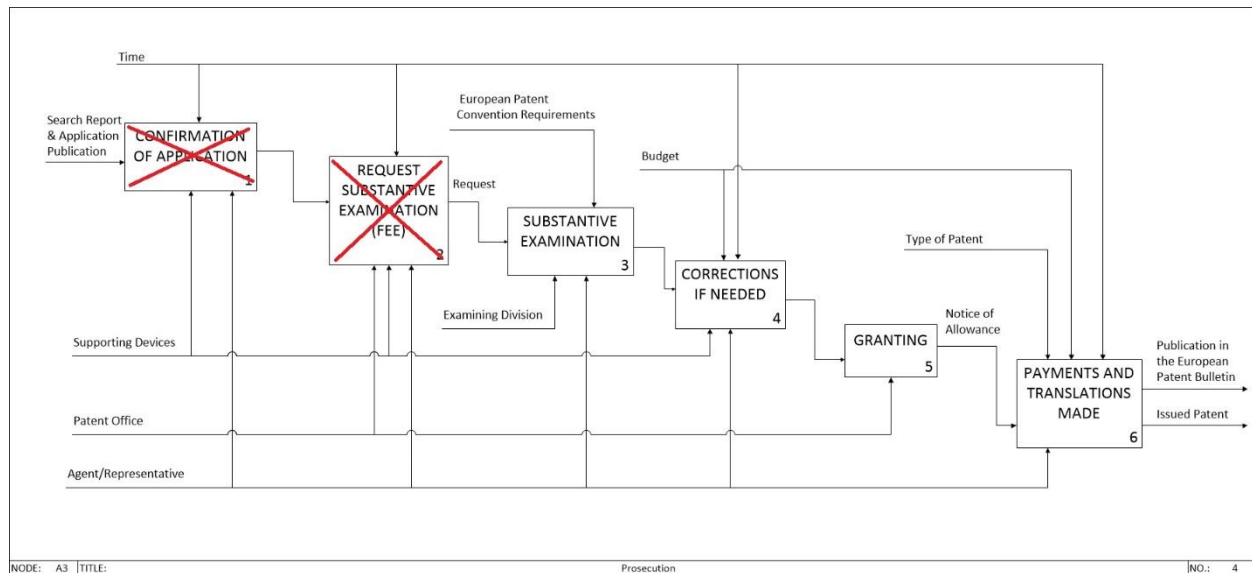 Time
Search Report
& Application
Publication
CONFIRMATION
OF APPLICATION
1
REQUEST
SUBSTANTIVE
EXAMINATION
(FEE)
2
Request
European Patent
Convention Requirements
SUBSTANTIVE
EXAMINATION
3
Examining Division
Budget
CORRECTIONS
IF NEEDED
4
Type of Patent
GRANTING
5
Notice of
Allowance
PAYMENTS AND
TRANSLATIONS
MADE
6
Publication in
the European
Patent Bulletin
Issued Patent
Supporting Devices
Patent Office
Agent/Representative
NODE: A3 TITLE: Prosecution NO.: 4